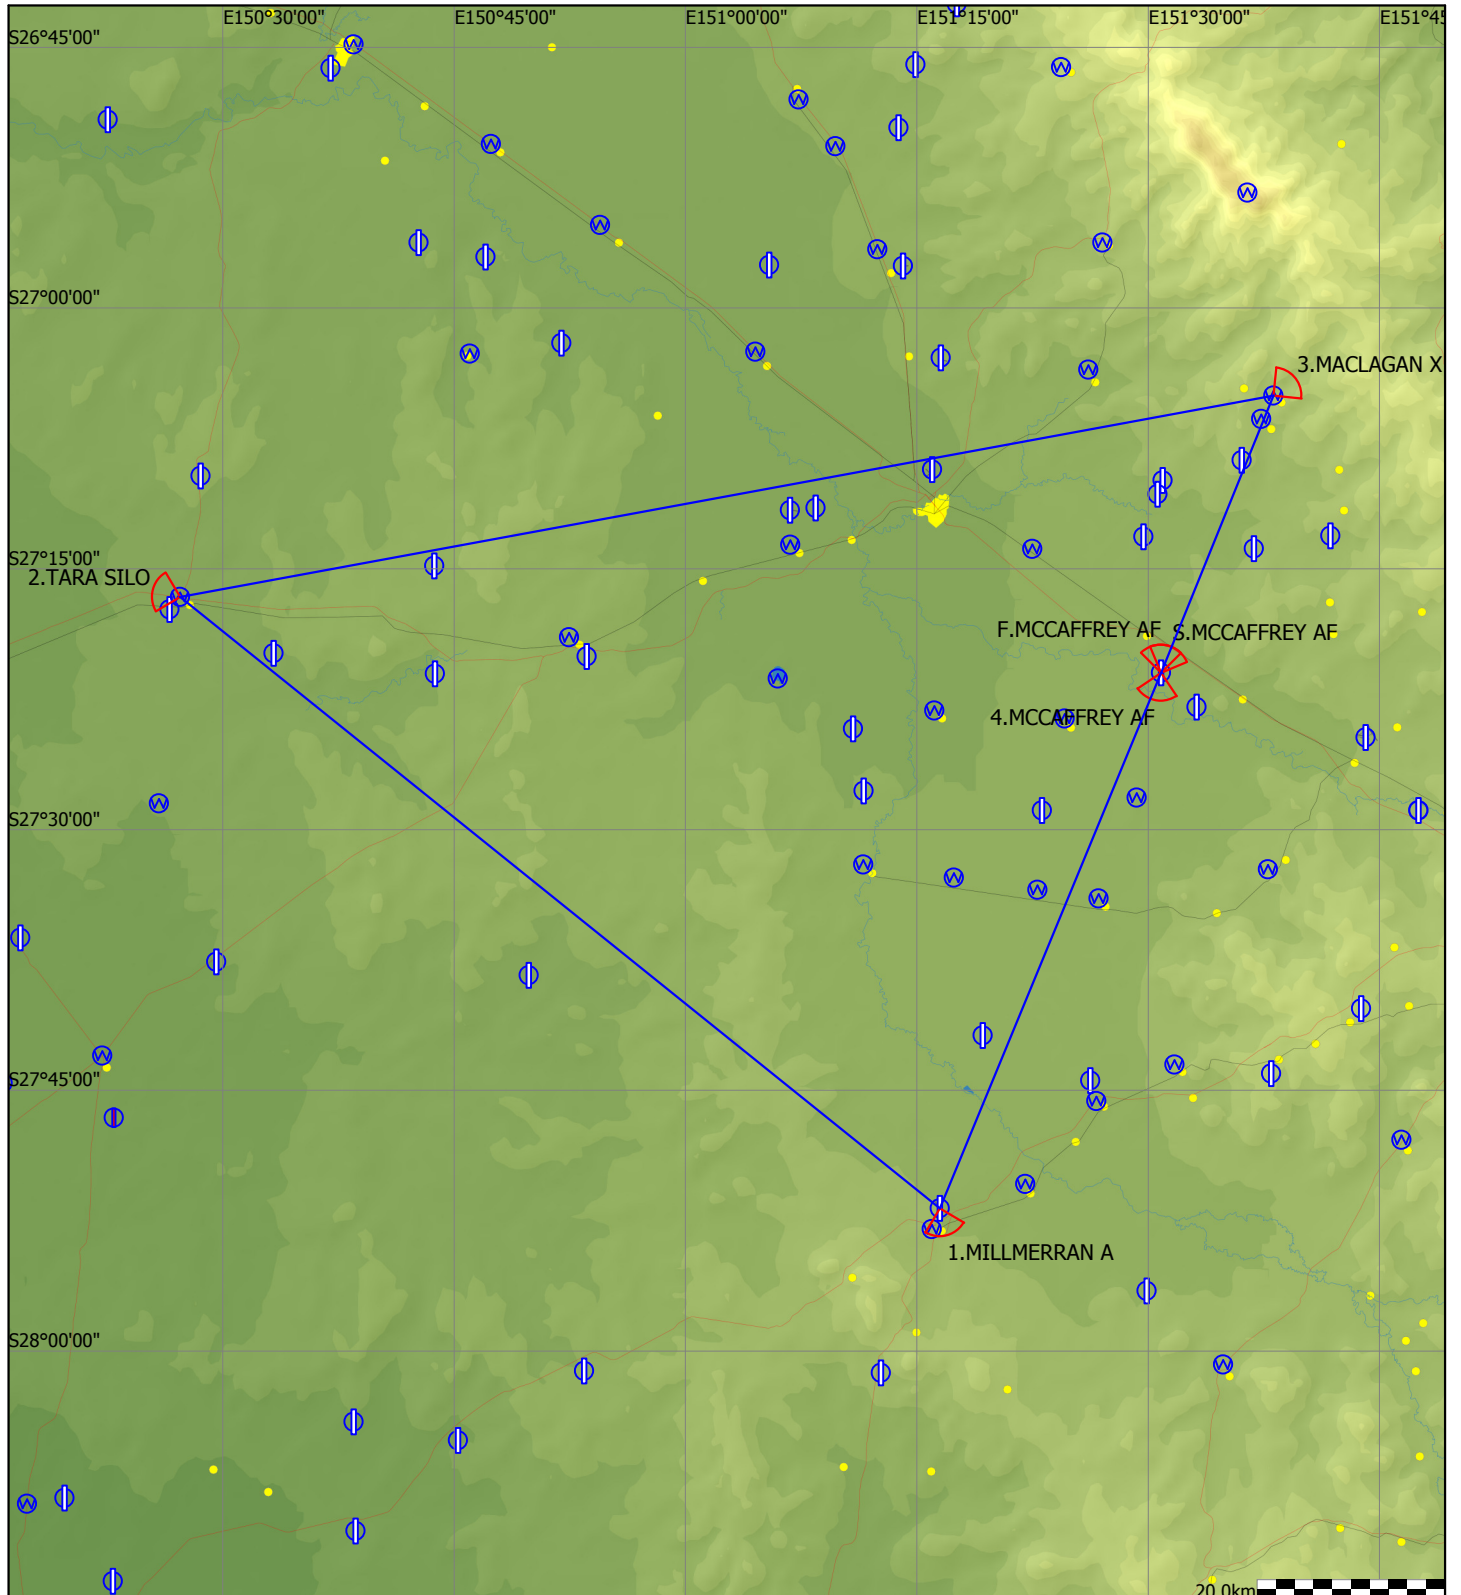 E150°30'00"
E150°45'00"
E151°00'00"
E151°15'00"
E151°30'00"
E151°45
S26°45'00"
S27°00'00"
3.MACLAGAN X
S27°15'00"
2.TARA SILO
F.MCCAFFREY AF
S.MCCAFFREY AF
4.MCCAFFREY AF
S27°30'00"
S27°45'00"
1.MILLMERRAN A
S28°00'00"
20.0km